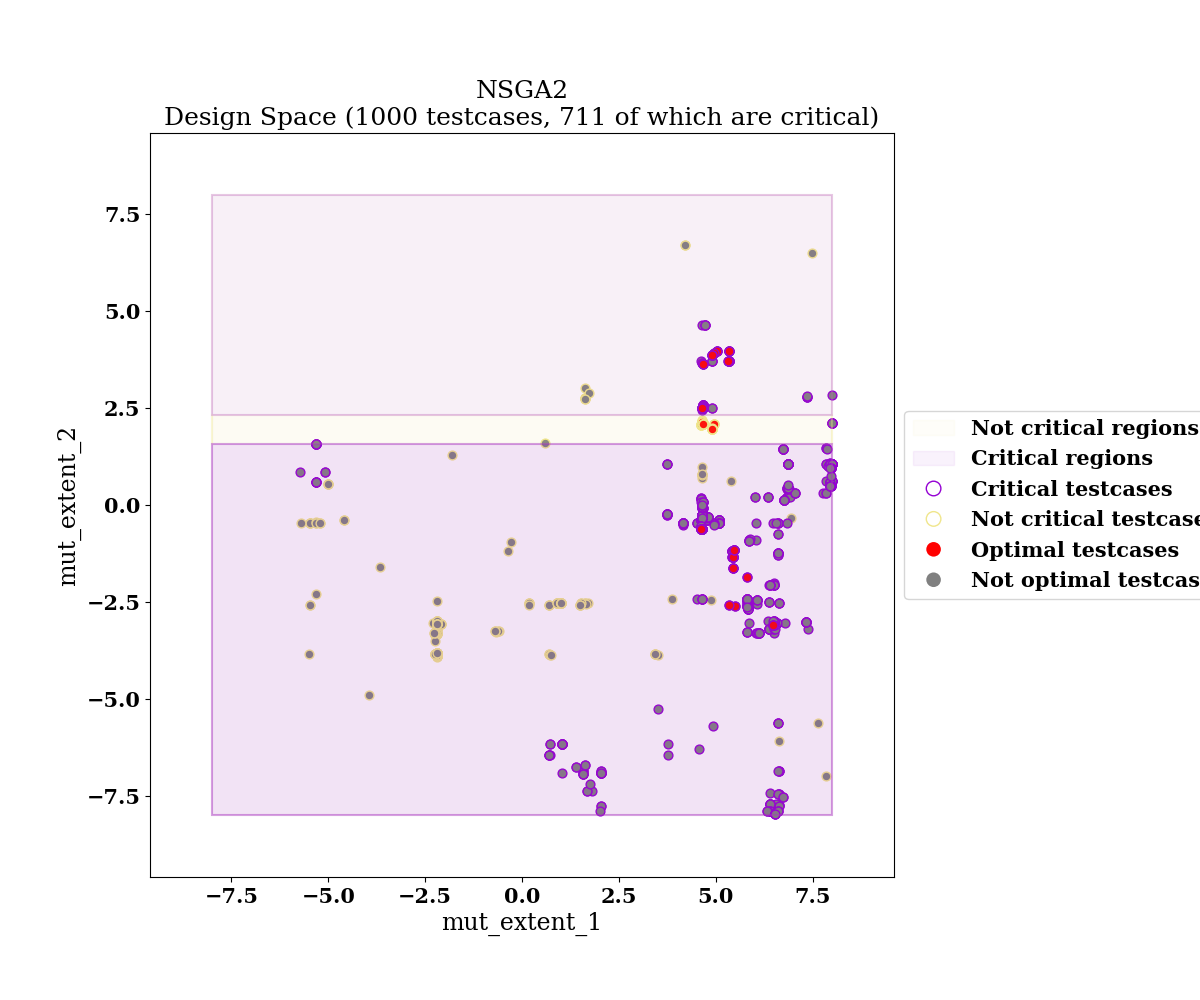 NSGA2
Design Space (1000 testcases, 711 of which are critical)
7.5
5.0
2.5
0.0
−2.5
−5.0
−7.5
mut_extent_2
−7.5 −5.0 −2.5 0.0 2.5 5.0 7.5
mut_extent_1
Not critical regions
Critical regions
Critical testcases
Not critical testcase
Optimal testcases
Not optimal testcas